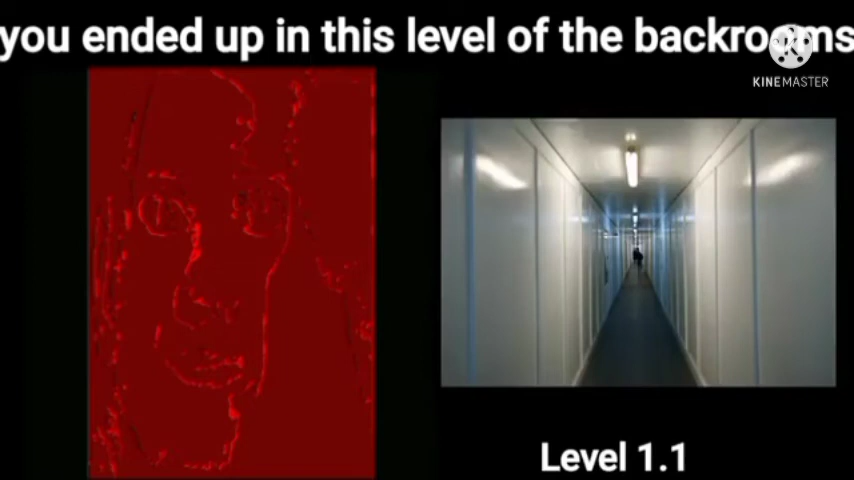 you ended up in this level of the backrooms
KINEMASTER
Level 1.1